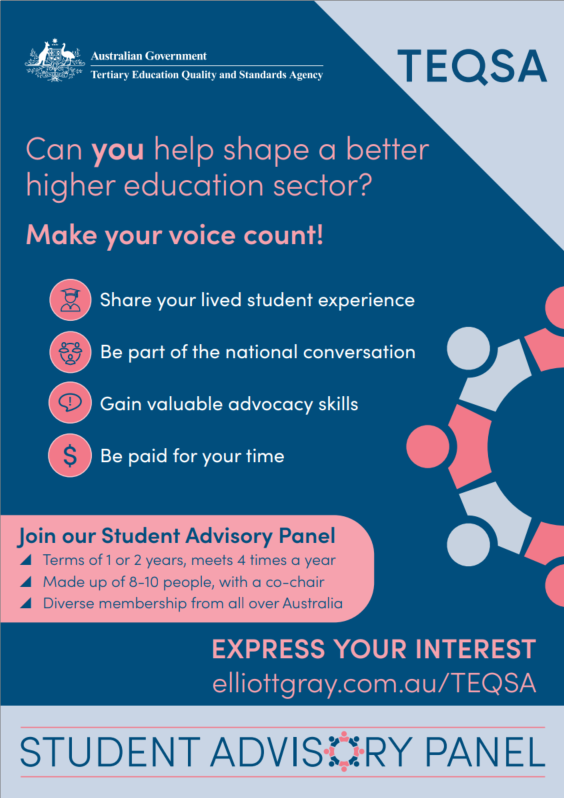 Australian Government
Tertiary Education Quality and Standards Agency
TEQSA
Can you help shape a better
higher education sector?
Make your voice count!
Share your lived student experience
Be part of the national conversation
Gain valuable advocacy skills
$ Be paid for your time
Join our Student Advisory Panel
Terms of 1 or 2 years, meets 4 times a year
Made up of 8-10 people, with a co-chair
Diverse membership from all over Australia
EXPRESS YOUR INTEREST
elliottgray.com.au/TEQSA
STUDENT ADVISORY PANEL